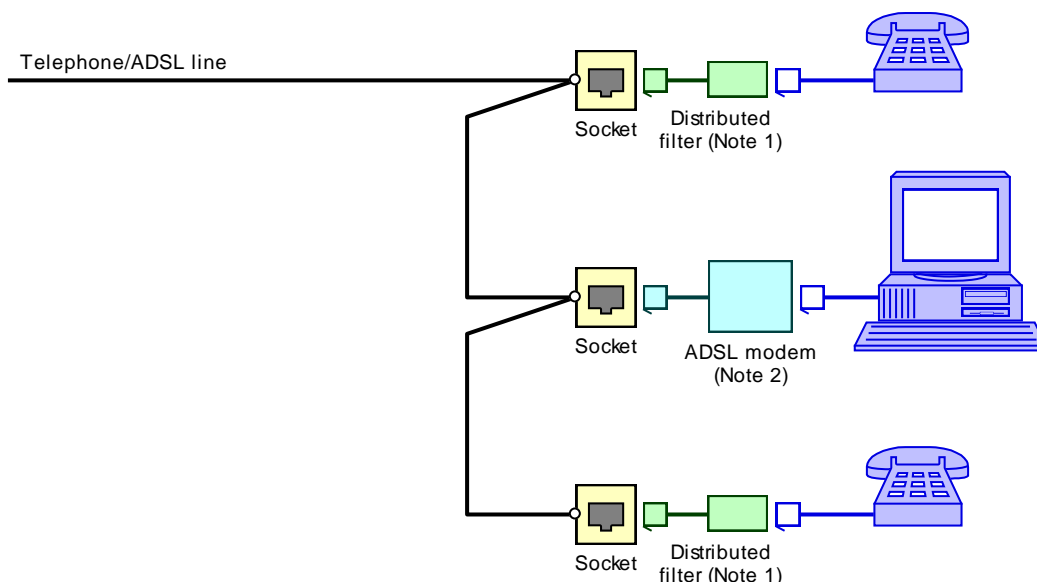 Telephone/ADSL line
Socket
Distributed
filter (Note 1)
Socket
ADSL modem
(Note 2)
Socket
Distributed
filter (Note 1)